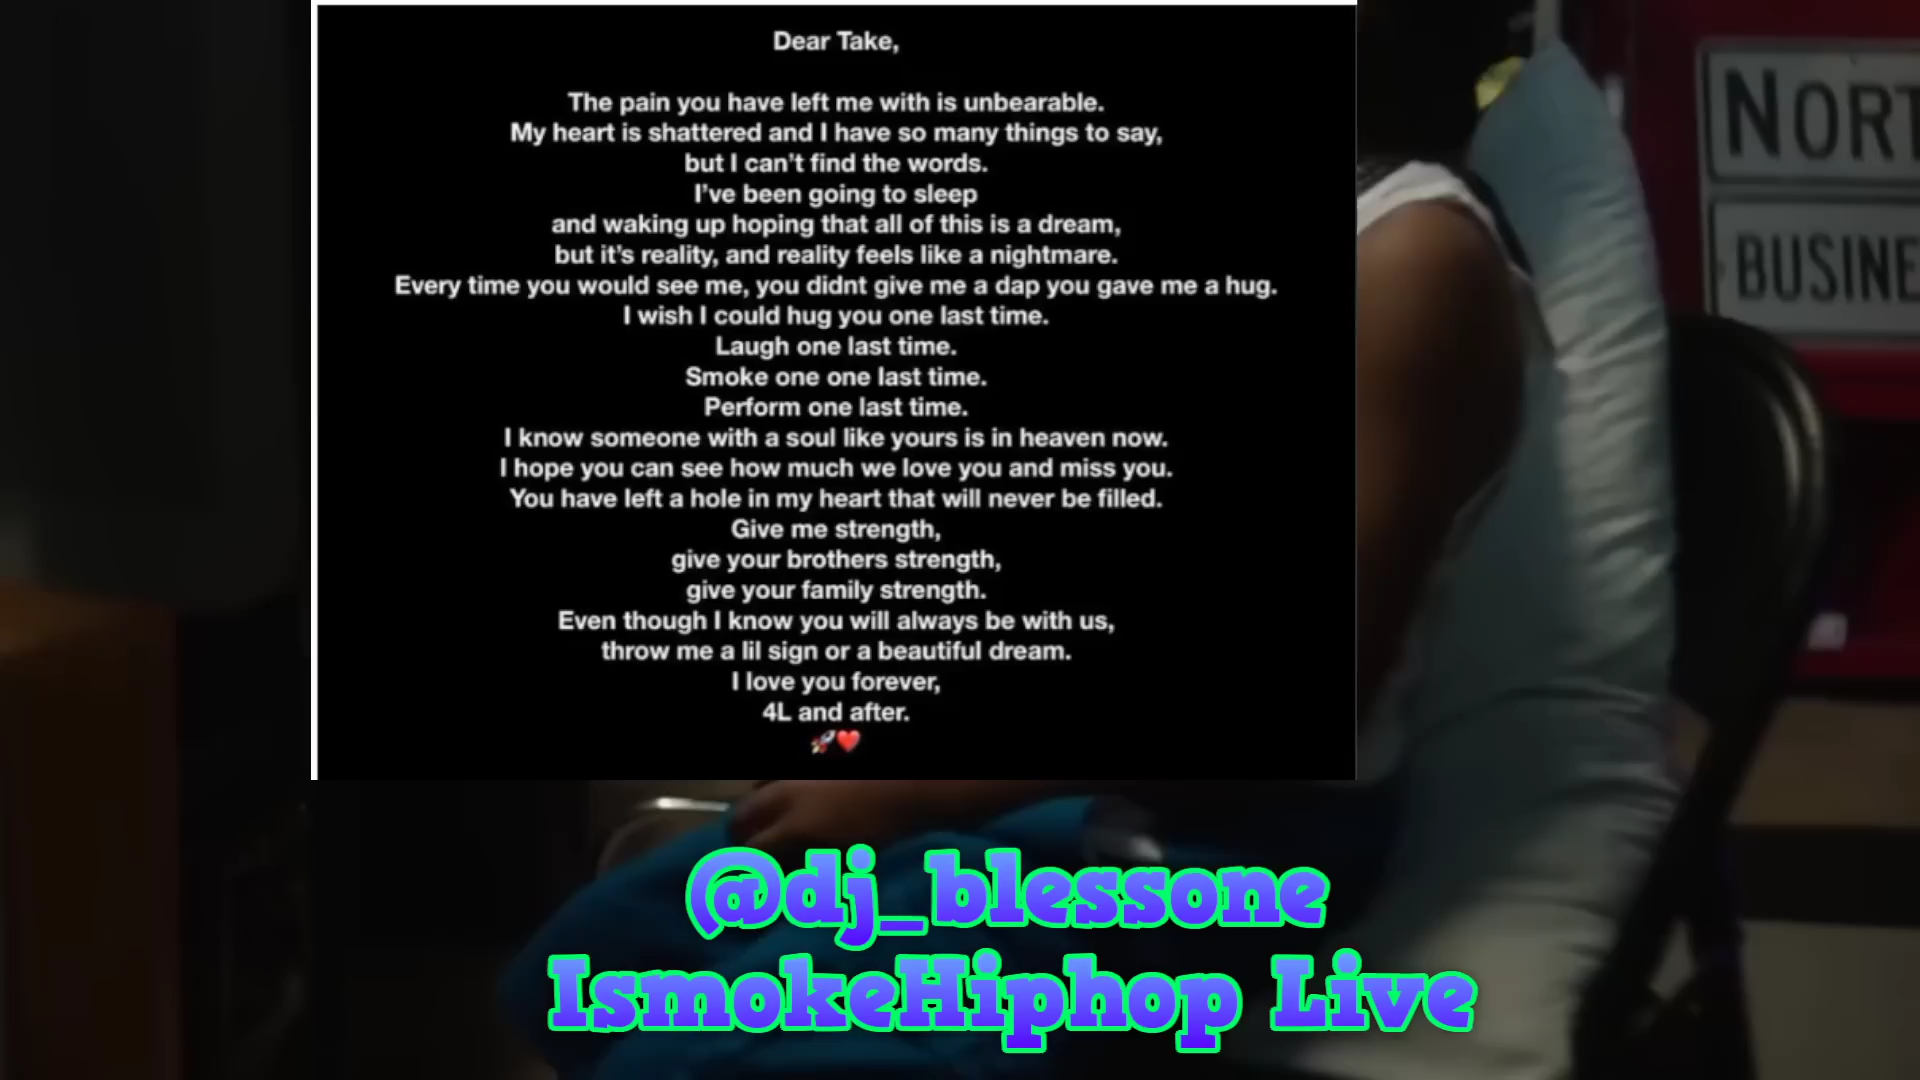 Dear Take,
The pain you have left me with is unbearable.
My heart is shattered and I have so many things to say,
but I can’t find the words.
I’ve been going to sleep
and waking up hoping that all of this is a dream,
but it’s reality, and reality feels like a nightmare.
Every time you would see me, you didnt give me a dap you gave me a hug.
I wish I could hug you one last time.
Laugh one last time.
Smoke one one last time.
Perform one last time.
I know someone with a soul like yours is in heaven now.
I hope you can see how much we love you and miss you.
You have left a hole in my heart that will never be filled.
Give me strength,
give your brothers strength,
give your family strength.
Even though I know you will always be with us,
throw me a lil sign or a beautiful dream.
I love you forever,
4L and after.
🚀❤️
NORT
BUSINE
@dj_blessone
IsmokeHiphop Live